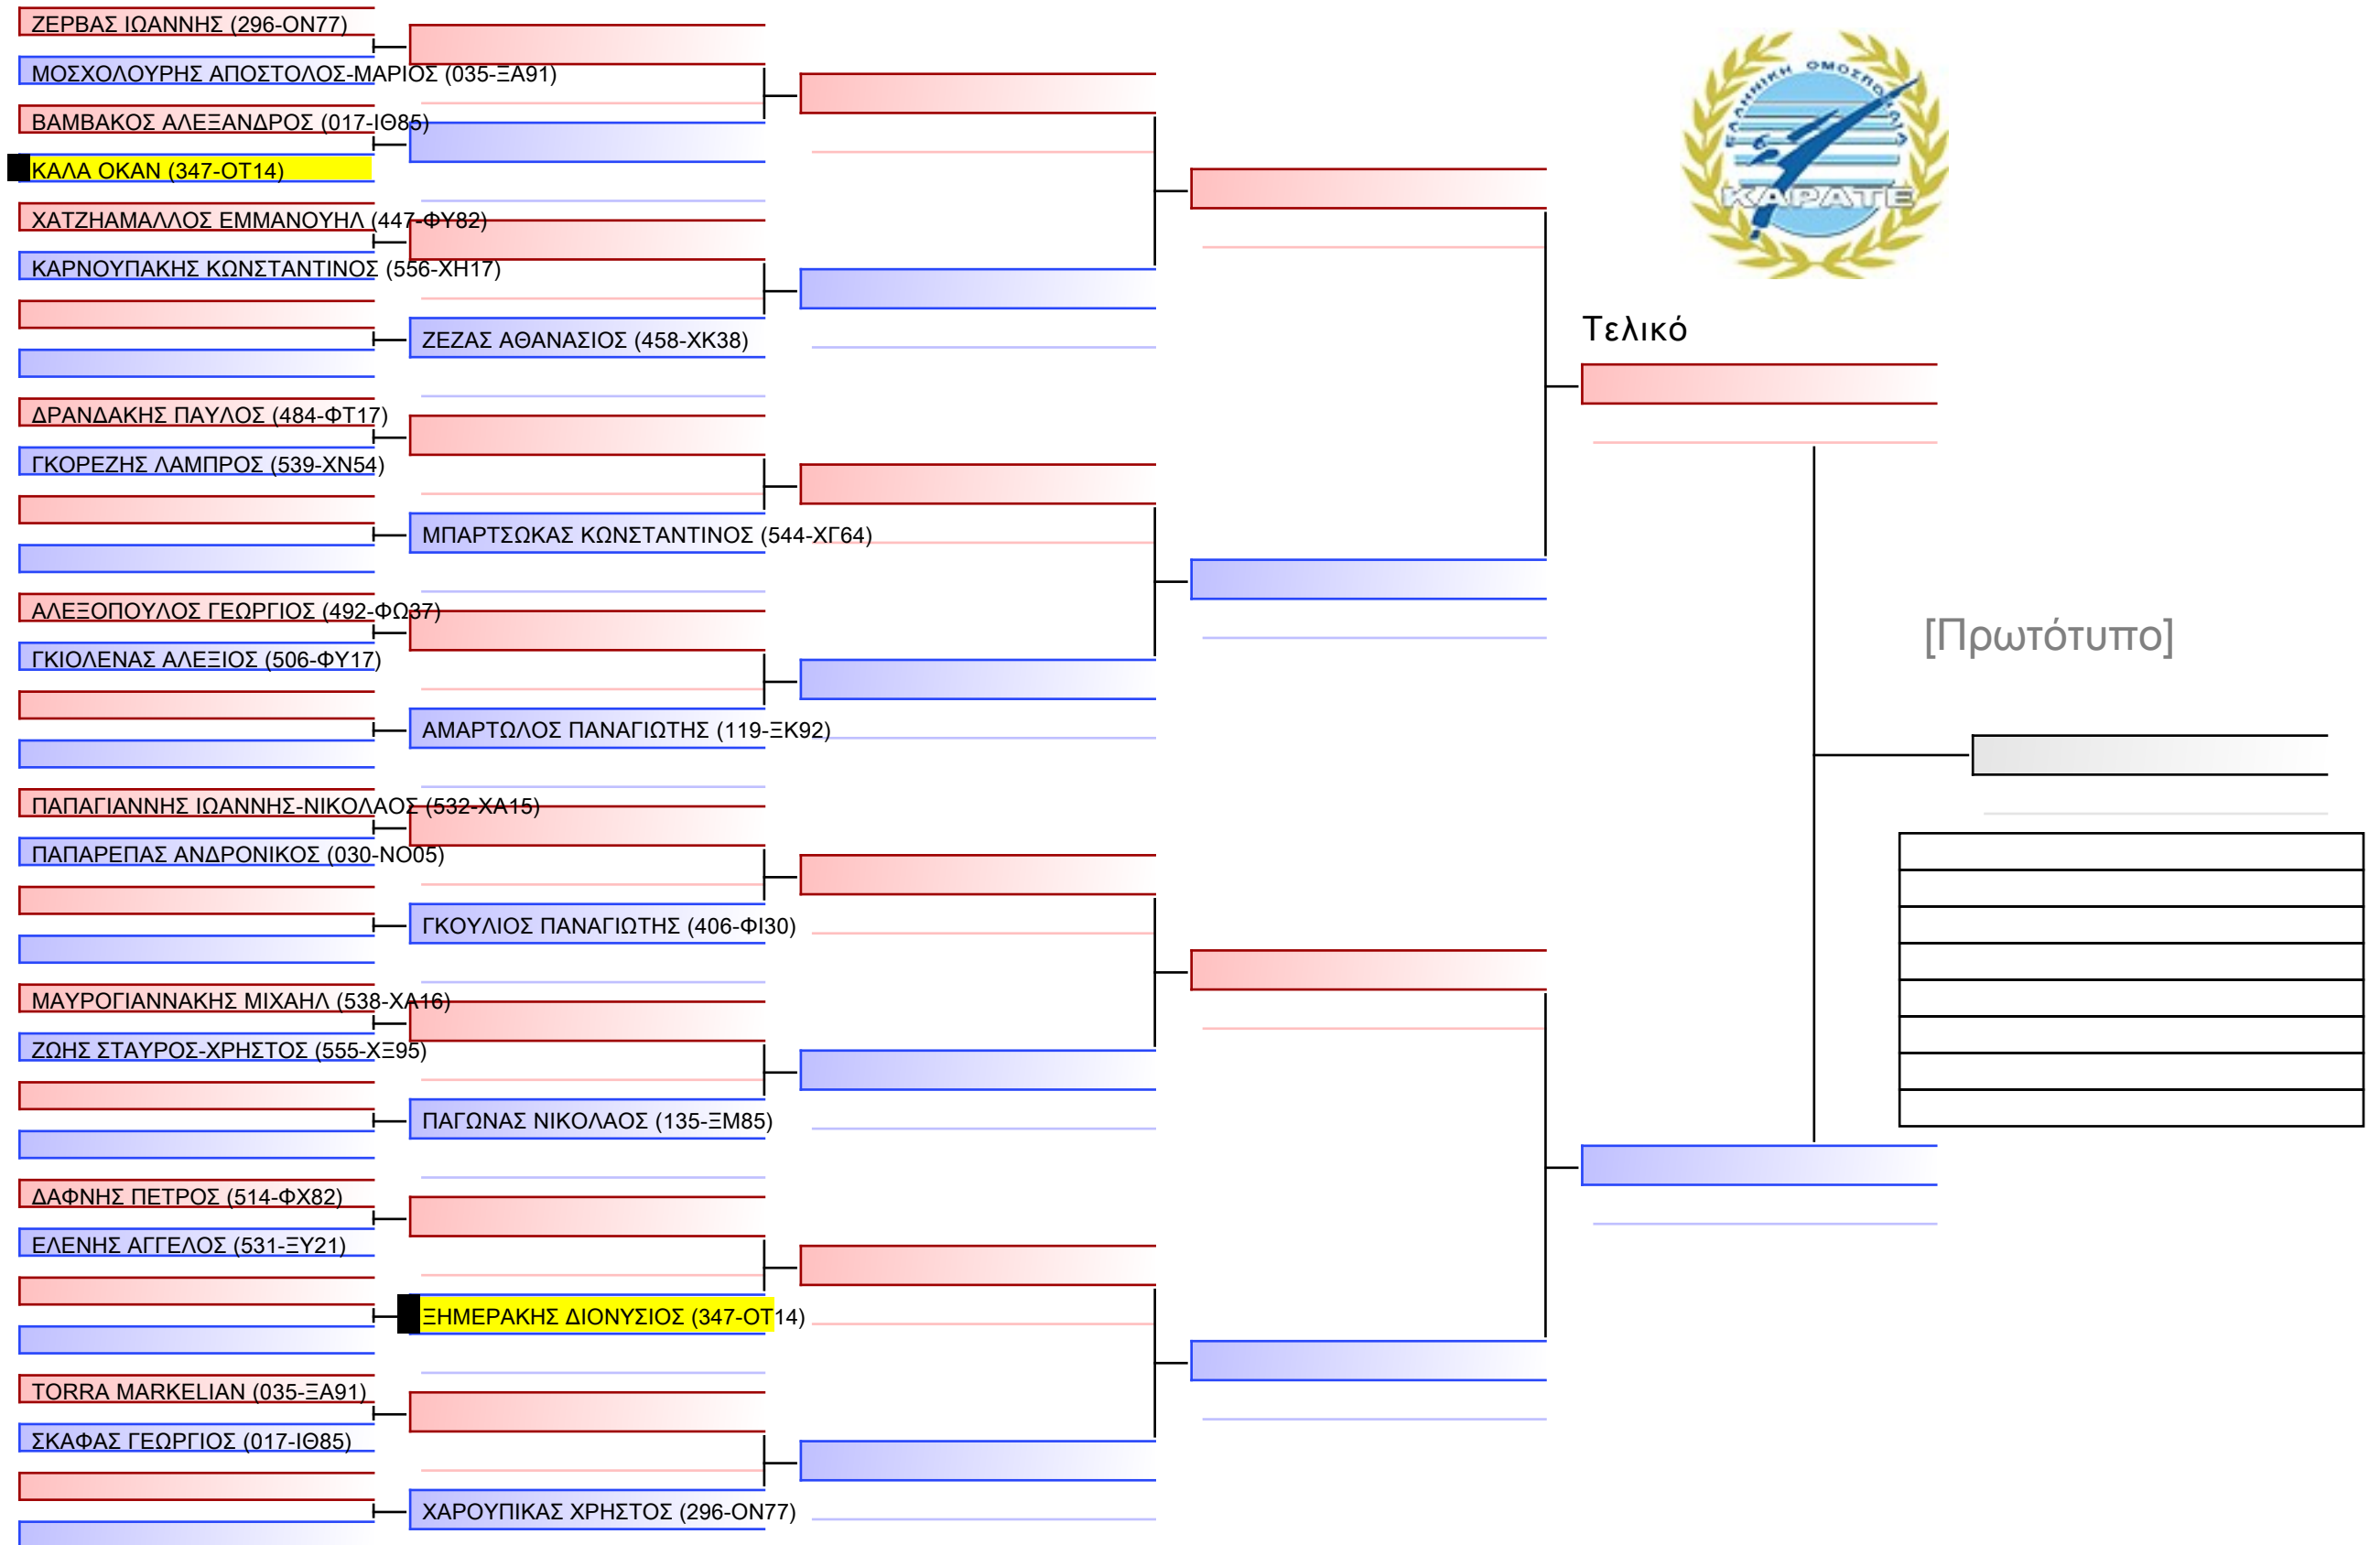 ΖΕΡΒΑΣ ΙΩΑΝΝΗΣ (296-ΟΝ77)
ΜΟΣΧΟΛΟΥΡΗΣ ΑΠΟΣΤΟΛΟΣ-ΜΑΡΙΟΣ (035-ΞΑ91)
ΒΑΜΒΑΚΟΣ ΑΛΕΞΑΝΔΡΟΣ (017-ΙΘ85)
ΚΑΛΑ ΟΚΑΝ (347-ΟΤ14)
ΧΑΤΖΗΑΜΑΛΛΟΣ ΕΜΜΑΝΟΥΗΛ (447-ΦΥ82)
ΚΑΡΝΟΥΠΑΚΗΣ ΚΩΝΣΤΑΝΤΙΝΟΣ (556-ΧΗ17)
ΔΡΑΝΔΑΚΗΣ ΠΑΥΛΟΣ (484-ΦΤ17)
ΓΚΟΡΕΖΗΣ ΛΑΜΠΡΟΣ (539-ΧΝ54)
ΑΛΕΞΟΠΟΥΛΟΣ ΓΕΩΡΓΙΟΣ (492-ΦΩ37)
ΓΚΙΟΛΕΝΑΣ ΑΛΕΞΙΟΣ (506-ΦΥ17)
ΠΑΠΑΓΙΑΝΝΗΣ ΙΩΑΝΝΗΣ-ΝΙΚΟΛΑΟΣ (532-ΧΑ15)
ΠΑΠΑΡΕΠΑΣ ΑΝΔΡΟΝΙΚΟΣ (030-ΝΟ05)
ΜΑΥΡΟΓΙΑΝΝΑΚΗΣ ΜΙΧΑΗΛ (538-ΧΑ16)
ΖΩΗΣ ΣΤΑΥΡΟΣ-ΧΡΗΣΤΟΣ (555-ΧΞ95)
ΔΑΦΝΗΣ ΠΕΤΡΟΣ (514-ΦΧ82)
ΕΛΕΝΗΣ ΑΓΓΕΛΟΣ (531-ΞΥ21)
TORRA MARKELIAN (035-ΞΑ91)
ΣΚΑΦΑΣ ΓΕΩΡΓΙΟΣ (017-ΙΘ85)
ΖΕΖΑΣ ΑΘΑΝΑΣΙΟΣ (458-ΧΚ38)
ΜΠΑΡΤΣΩΚΑΣ ΚΩΝΣΤΑΝΤΙΝΟΣ (544-ΧΓ64)
ΑΜΑΡΤΩΛΟΣ ΠΑΝΑΓΙΩΤΗΣ (119-ΞΚ92)
ΓΚΟΥΛΙΟΣ ΠΑΝΑΓΙΩΤΗΣ (406-ΦΙ30)
ΠΑΓΩΝΑΣ ΝΙΚΟΛΑΟΣ (135-ΞΜ85)
ΞΗΜΕΡΑΚΗΣ ΔΙΟΝΥΣΙΟΣ (347-ΟΤ14)
ΧΑΡΟΥΠΙΚΑΣ ΧΡΗΣΤΟΣ (296-ΟΝ77)
ΕΛΛΗΝΙΚΗ ΟΜΟΣΠΟΝΔΙΑ
ΚΑΡΑΤΕ
Τελικό
[Πρωτότυπο]